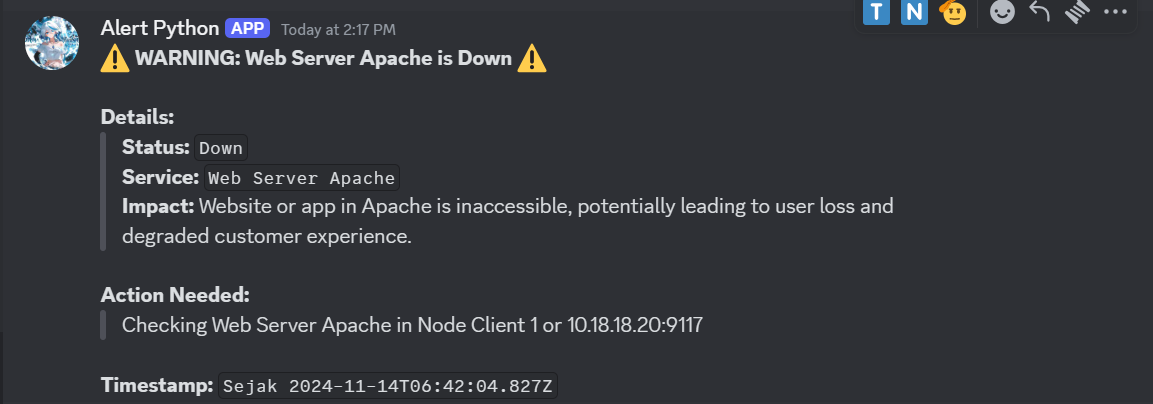 T N
Alert Python APP Today at 2:17 PM
⚠️ WARNING: Web Server Apache is Down ⚠️
Details:
Status: Down
Service: Web Server Apache
Impact: Website or app in Apache is inaccessible, potentially leading to user loss and
degraded customer experience.
Action Needed:
Checking Web Server Apache in Node Client 1 or 10.18.18.20:9117
Timestamp: Sejak 2024-11-14T06:42:04.827Z